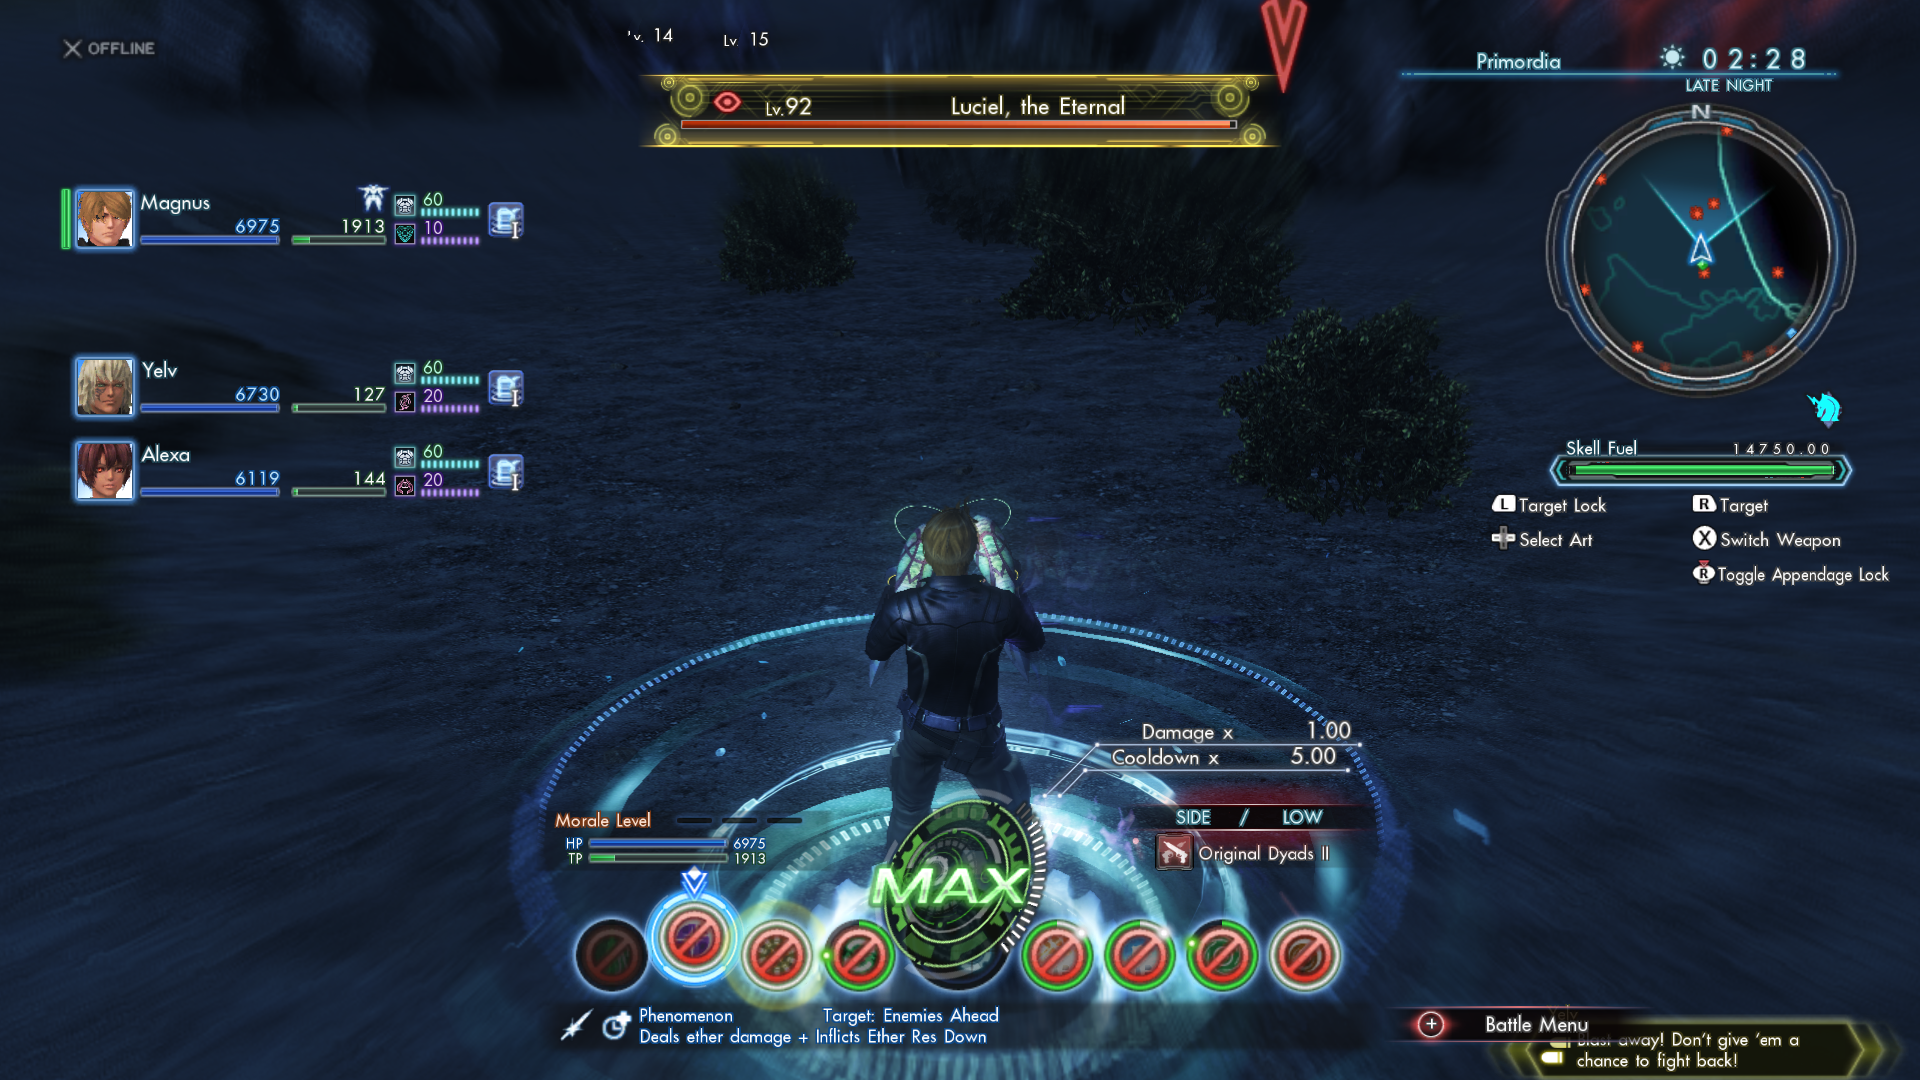 OFFLINE
Lv. 14
Lv. 15
Lv. 92 Luciel, the Eternal
Primordia
02:28
LATE NIGHT
N
Magnus
6975
1913
60
10
I
Yelv
6730
127
60
20
I
Alexa
6119
144
60
20
I
Skell Fuel 14750.00
L Target Lock
R Target
Select Art
X Switch Weapon
R Toggle Appendage Lock
Damage x 1.00
Cooldown x 5.00
Morale Level
HP 6975
TP 1913
SIDE / LOW
Original Dyads II
MAX
Phenomenon Target: Enemies Ahead
Deals ether damage + Inflicts Ether Res Down
+ Battle Menu
Yelv
Blast away! Don't give 'em a
chance to fight back!